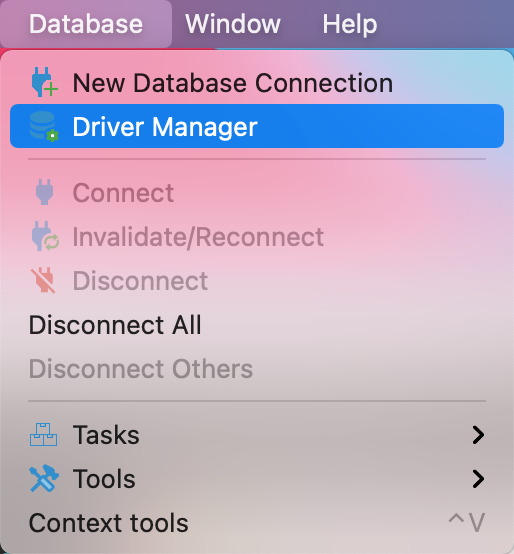 Database Window Help
New Database Connection
Driver Manager
Connect
Invalidate/Reconnect
Disconnect
Disconnect All
Disconnect Others
Tasks
Tools
Context tools ^V